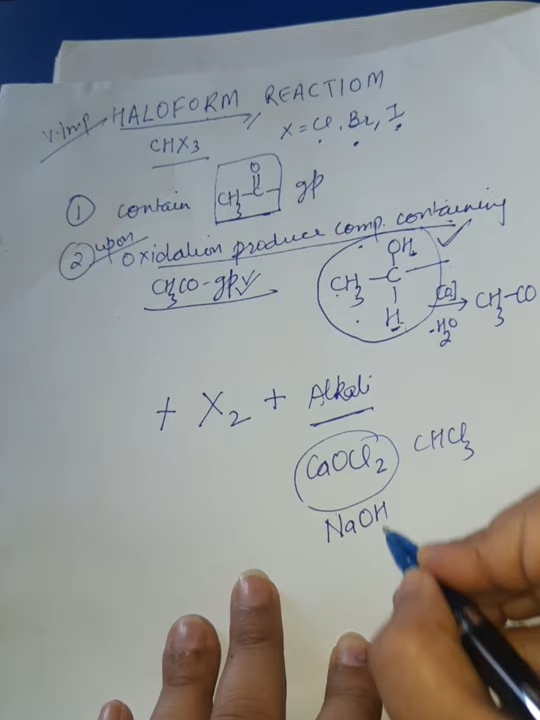 V.Imp HALOFORM REACTION
CHX3 X = Cl, Br, I
① contain CH3-C- gp
O
② upon Oxidation produce comp. containing
CH3CO-gp✓
OH
CH3-C-
H
[O]
-H2O
CH3-CO
+ X2 + Alkali
CaOCl2 CHCl3
NaOH